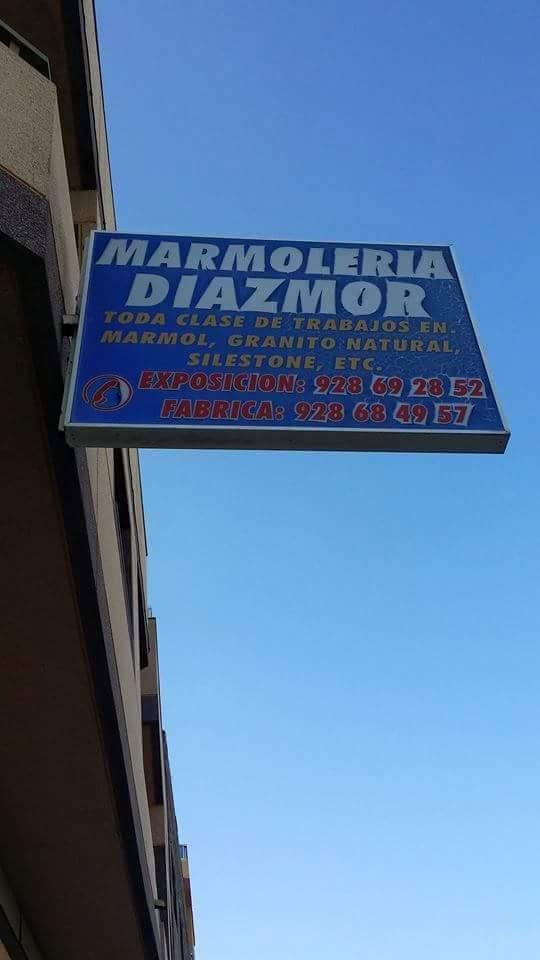 MARMOLERIA
DIAZMOR
TODA CLASE DE TRABAJOS EN.
MARMOL, GRANITO NATURAL,
SILESTONE, ETC.
EXPOSICION: 928 69 28 52
FABRICA: 928 68 49 57